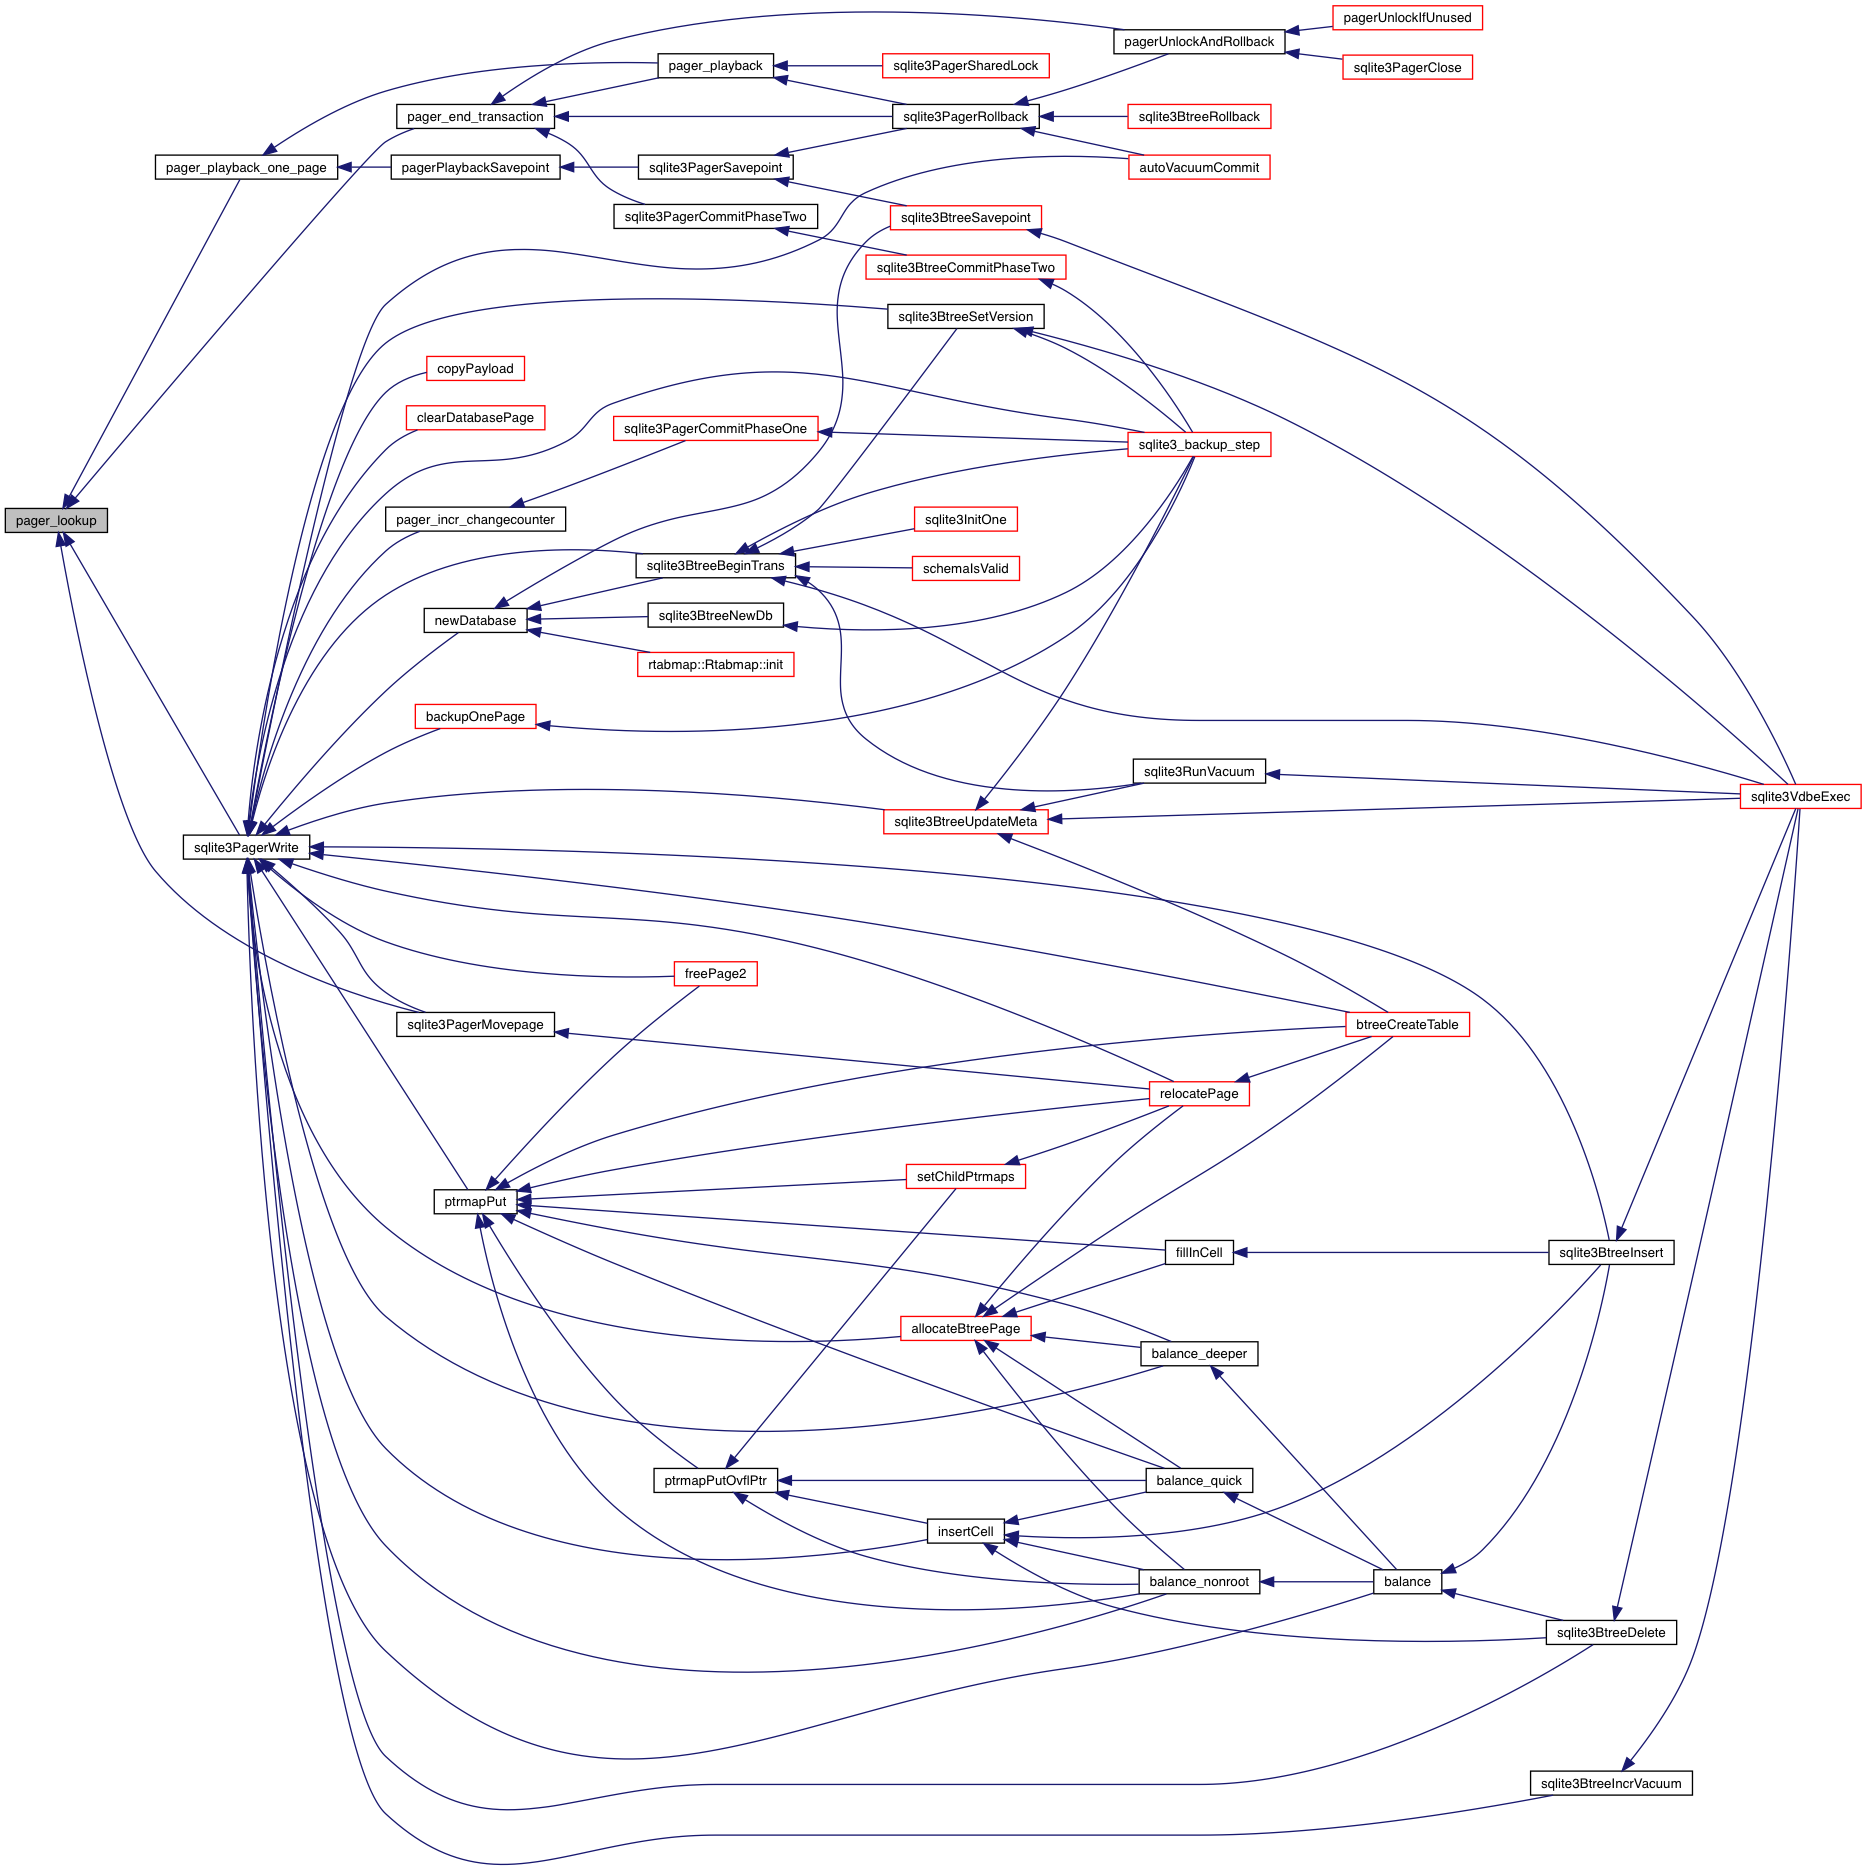 pagerUnlockIfUnused
pagerUnlockAndRollback
pager_playback
sqlite3PagerSharedLock
sqlite3PagerClose
pager_end_transaction
sqlite3PagerRollback
sqlite3BtreeRollback
pager_playback_one_page
pagerPlaybackSavepoint
sqlite3PagerSavepoint
autoVacuumCommit
sqlite3PagerCommitPhaseTwo
sqlite3BtreeSavepoint
sqlite3BtreeCommitPhaseTwo
sqlite3BtreeSetVersion
copyPayload
clearDatabasePage
sqlite3PagerCommitPhaseOne
sqlite3_backup_step
pager_lookup
pager_incr_changecounter
sqlite3InitOne
sqlite3BtreeBeginTrans
schemaIsValid
newDatabase
sqlite3BtreeNewDb
rtabmap::Rtabmap::init
backupOnePage
sqlite3RunVacuum
sqlite3VdbeExec
sqlite3BtreeUpdateMeta
sqlite3PagerWrite
freePage2
sqlite3PagerMovepage
btreeCreateTable
relocatePage
setChildPtrmaps
ptrmapPut
fillInCell
sqlite3BtreeInsert
allocateBtreePage
balance_deeper
ptrmapPutOvflPtr
balance_quick
insertCell
balance_nonroot
balance
sqlite3BtreeDelete
sqlite3BtreeIncrVacuum